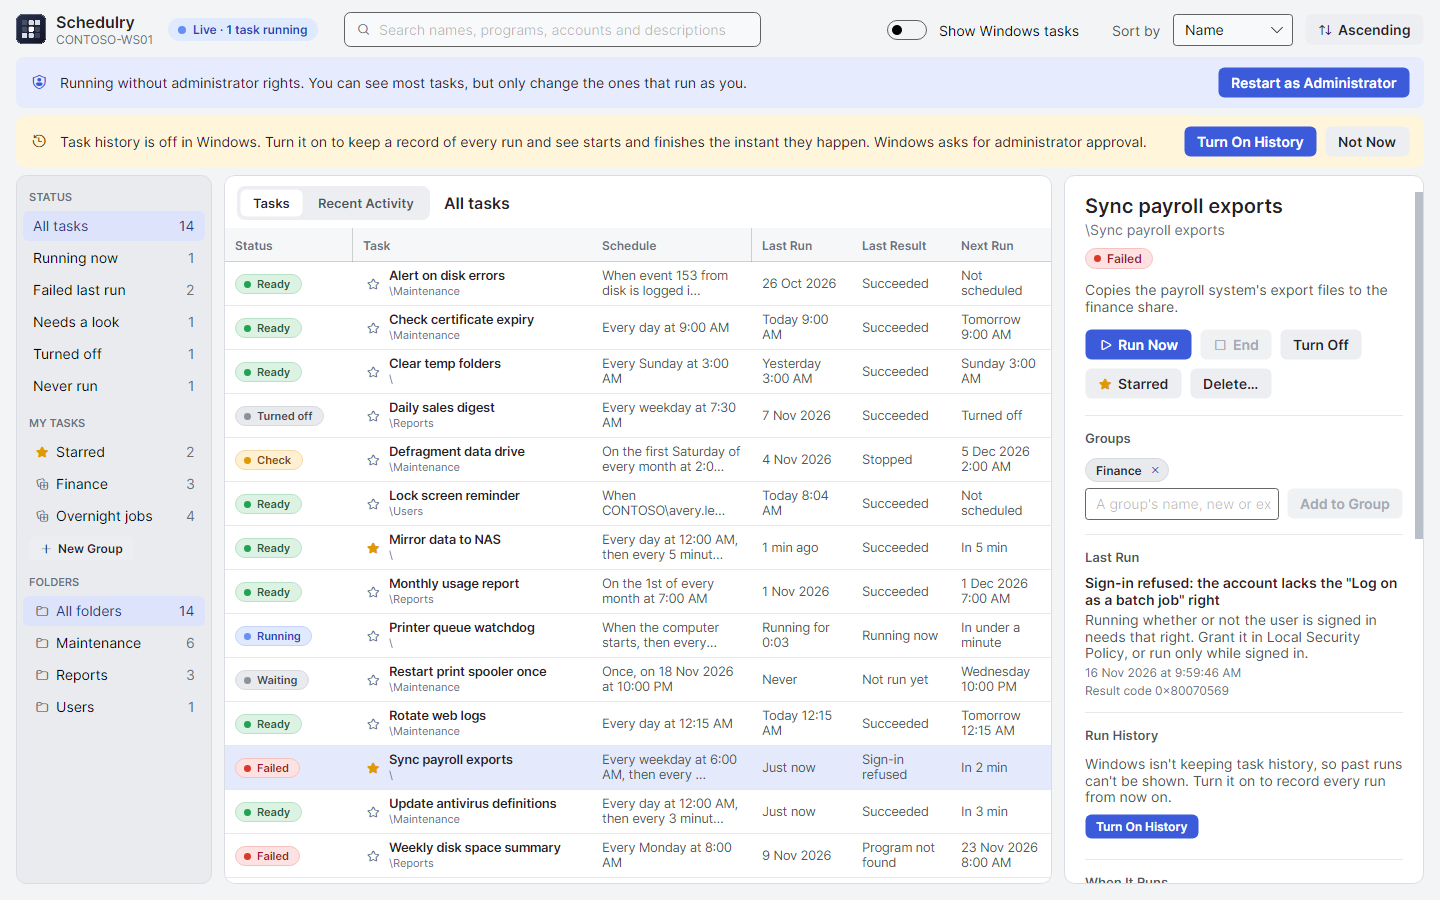 Schedulry
CONTOSO-WS01
Live · 1 task running
Search names, programs, accounts and descriptions
Show Windows tasks
Sort by
Name
Ascending
Running without administrator rights. You can see most tasks, but only change the ones that run as you.
Restart as Administrator
Task history is off in Windows. Turn it on to keep a record of every run and see starts and finishes the instant they happen. Windows asks for administrator approval.
Turn On History
Not Now
STATUS
All tasks 14
Running now 1
Failed last run 2
Needs a look 1
Turned off 1
Never run 1
MY TASKS
Starred 2
Finance 3
Overnight jobs 4
+ New Group
FOLDERS
All folders 14
Maintenance 6
Reports 3
Users 1
Tasks
Recent Activity
All tasks
Status Task Schedule Last Run Last Result Next Run
Ready
Alert on disk errors
\Maintenance
When event 153 from
disk is logged i...
26 Oct 2026
Succeeded
Not
scheduled
Ready
Check certificate expiry
\Maintenance
Every day at 9:00 AM
Today 9:00
AM
Succeeded
Tomorrow
9:00 AM
Ready
Clear temp folders
\
Every Sunday at 3:00
AM
Yesterday
3:00 AM
Succeeded
Sunday 3:00
AM
Turned off
Daily sales digest
\Reports
Every weekday at 7:30
AM
7 Nov 2026
Succeeded
Turned off
Check
Defragment data drive
\Maintenance
On the first Saturday of
every month at 2:0...
4 Nov 2026
Stopped
5 Dec 2026
2:00 AM
Ready
Lock screen reminder
\Users
When
CONTOSO\avery.le...
Today 8:04
AM
Succeeded
Not
scheduled
Ready
Mirror data to NAS
\
Every day at 12:00 AM,
then every 5 minut...
1 min ago
Succeeded
In 5 min
Ready
Monthly usage report
\Reports
On the 1st of every
month at 7:00 AM
1 Nov 2026
Succeeded
1 Dec 2026
7:00 AM
Running
Printer queue watchdog
\
When the computer
starts, then every...
Running for
0:03
Running now
In under a
minute
Waiting
Restart print spooler once
\Maintenance
Once, on 18 Nov 2026
at 10:00 PM
Never
Not run yet
Wednesday
10:00 PM
Ready
Rotate web logs
\Maintenance
Every day at 12:15 AM
Today 12:15
AM
Succeeded
Tomorrow
12:15 AM
Failed
Sync payroll exports
\
Every weekday at 6:00
AM, then every ...
Just now
Sign-in
refused
In 2 min
Ready
Update antivirus definitions
\Maintenance
Every day at 12:00 AM,
then every 3 minut...
Just now
Succeeded
In 3 min
Failed
Weekly disk space summary
\Reports
Every Monday at 8:00
AM
9 Nov 2026
Program not
found
23 Nov 2026
8:00 AM
Sync payroll exports
\Sync payroll exports
Failed
Copies the payroll system's export files to the
finance share.
Run Now
End
Turn Off
Starred
Delete...
Groups
Finance ×
A group's name, new or ex
Add to Group
Last Run
Sign-in refused: the account lacks the "Log on
as a batch job" right
Running whether or not the user is signed in
needs that right. Grant it in Local Security
Policy, or run only while signed in.
16 Nov 2026 at 9:59:46 AM
Result code 0x80070569
Run History
Windows isn't keeping task history, so past runs
can't be shown. Turn it on to record every run
from now on.
Turn On History
When It Runs